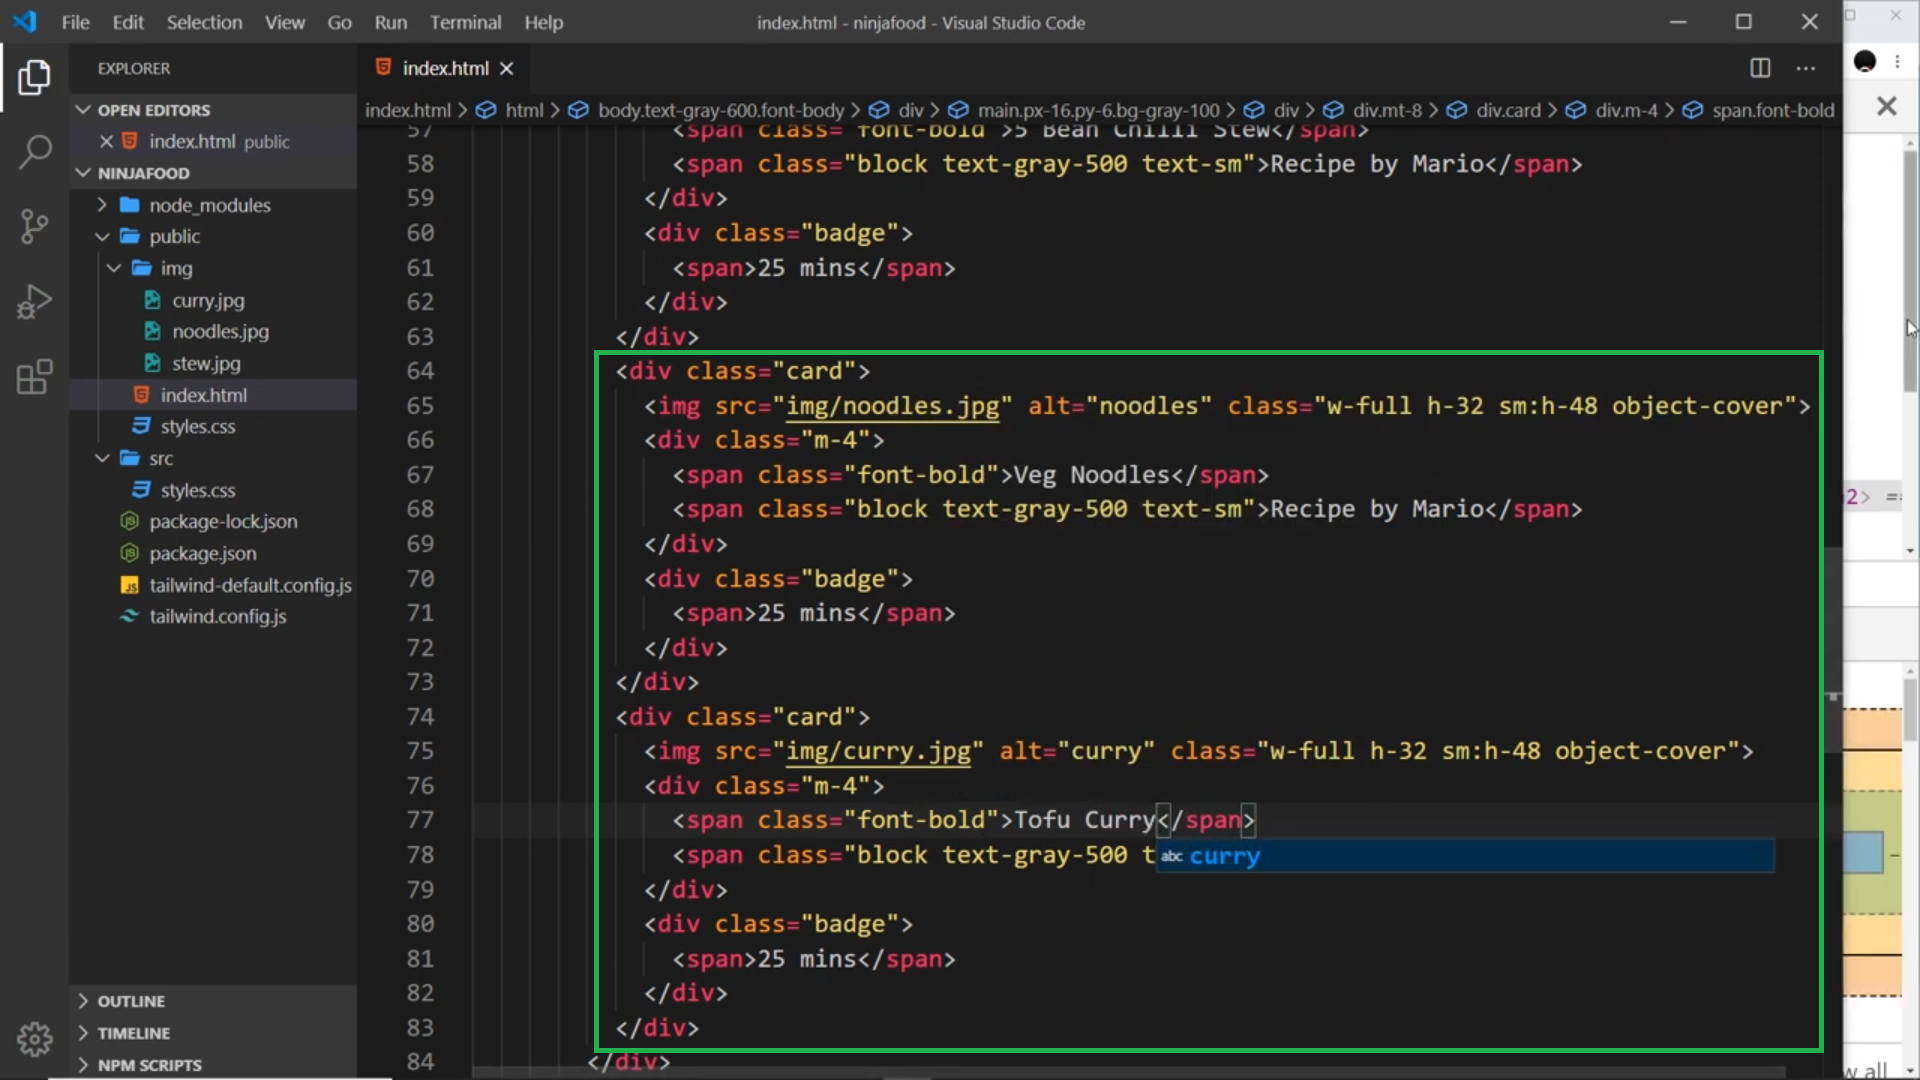 File Edit Selection View Go Run Terminal Help
index.html - ninjafood - Visual Studio Code
EXPLORER
OPEN EDITORS
index.html public
NINJAFOOD
node_modules
public
img
curry.jpg
noodles.jpg
stew.jpg
index.html
styles.css
src
styles.css
package-lock.json
package.json
tailwind-default.config.js
tailwind.config.js
OUTLINE
TIMELINE
NPM SCRIPTS
index.html
index.html > html > body.text-gray-600.font-body > div > main.px-16.py-6.bg-gray-100 > div > div.mt-8 > div.card > div.m-4 > span.font-bold
57 <span class="font-bold">5 Bean Chilli Stew</span>
58 <span class="block text-gray-500 text-sm">Recipe by Mario</span>
59 </div>
60 <div class="badge">
61 <span>25 mins</span>
62 </div>
63 </div>
64 <div class="card">
65 <img src="img/noodles.jpg" alt="noodles" class="w-full h-32 sm:h-48 object-cover">
66 <div class="m-4">
67 <span class="font-bold">Veg Noodles</span>
68 <span class="block text-gray-500 text-sm">Recipe by Mario</span>
69 </div>
70 <div class="badge">
71 <span>25 mins</span>
72 </div>
73 </div>
74 <div class="card">
75 <img src="img/curry.jpg" alt="curry" class="w-full h-32 sm:h-48 object-cover">
76 <div class="m-4">
77 <span class="font-bold">Tofu Curry</span>
78 <span class="block text-gray-500 t
abc curry
79 </div>
80 <div class="badge">
81 <span>25 mins</span>
82 </div>
83 </div>
84 </div>
2> ==
all